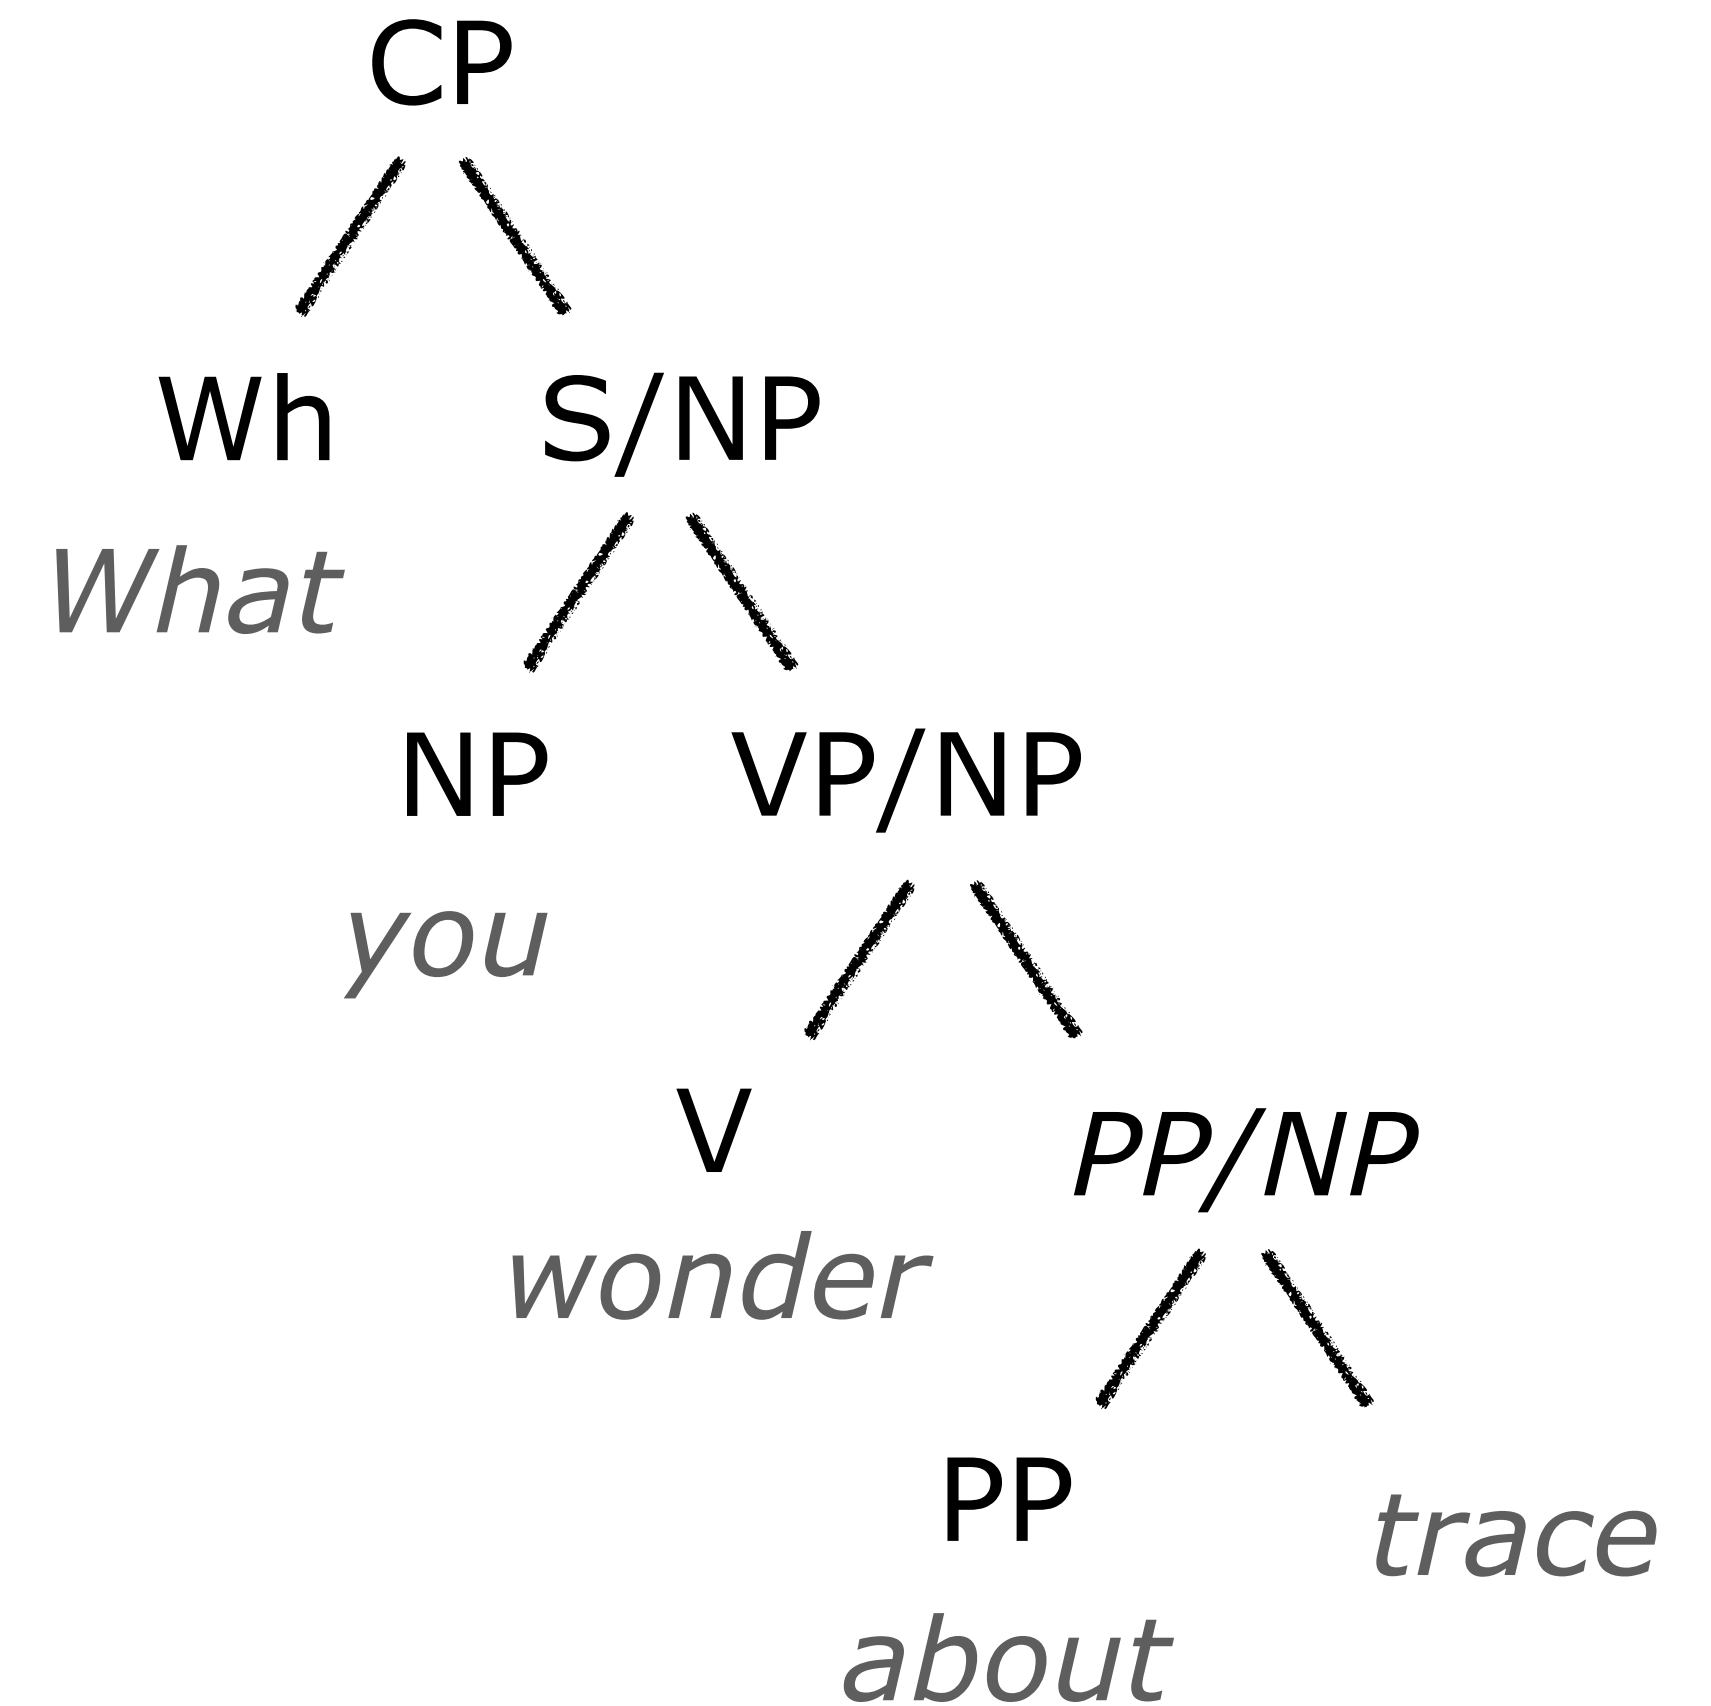 CP
Wh S/NP
What
NP VP/NP
you
V PP/NP
wonder
PP trace
about